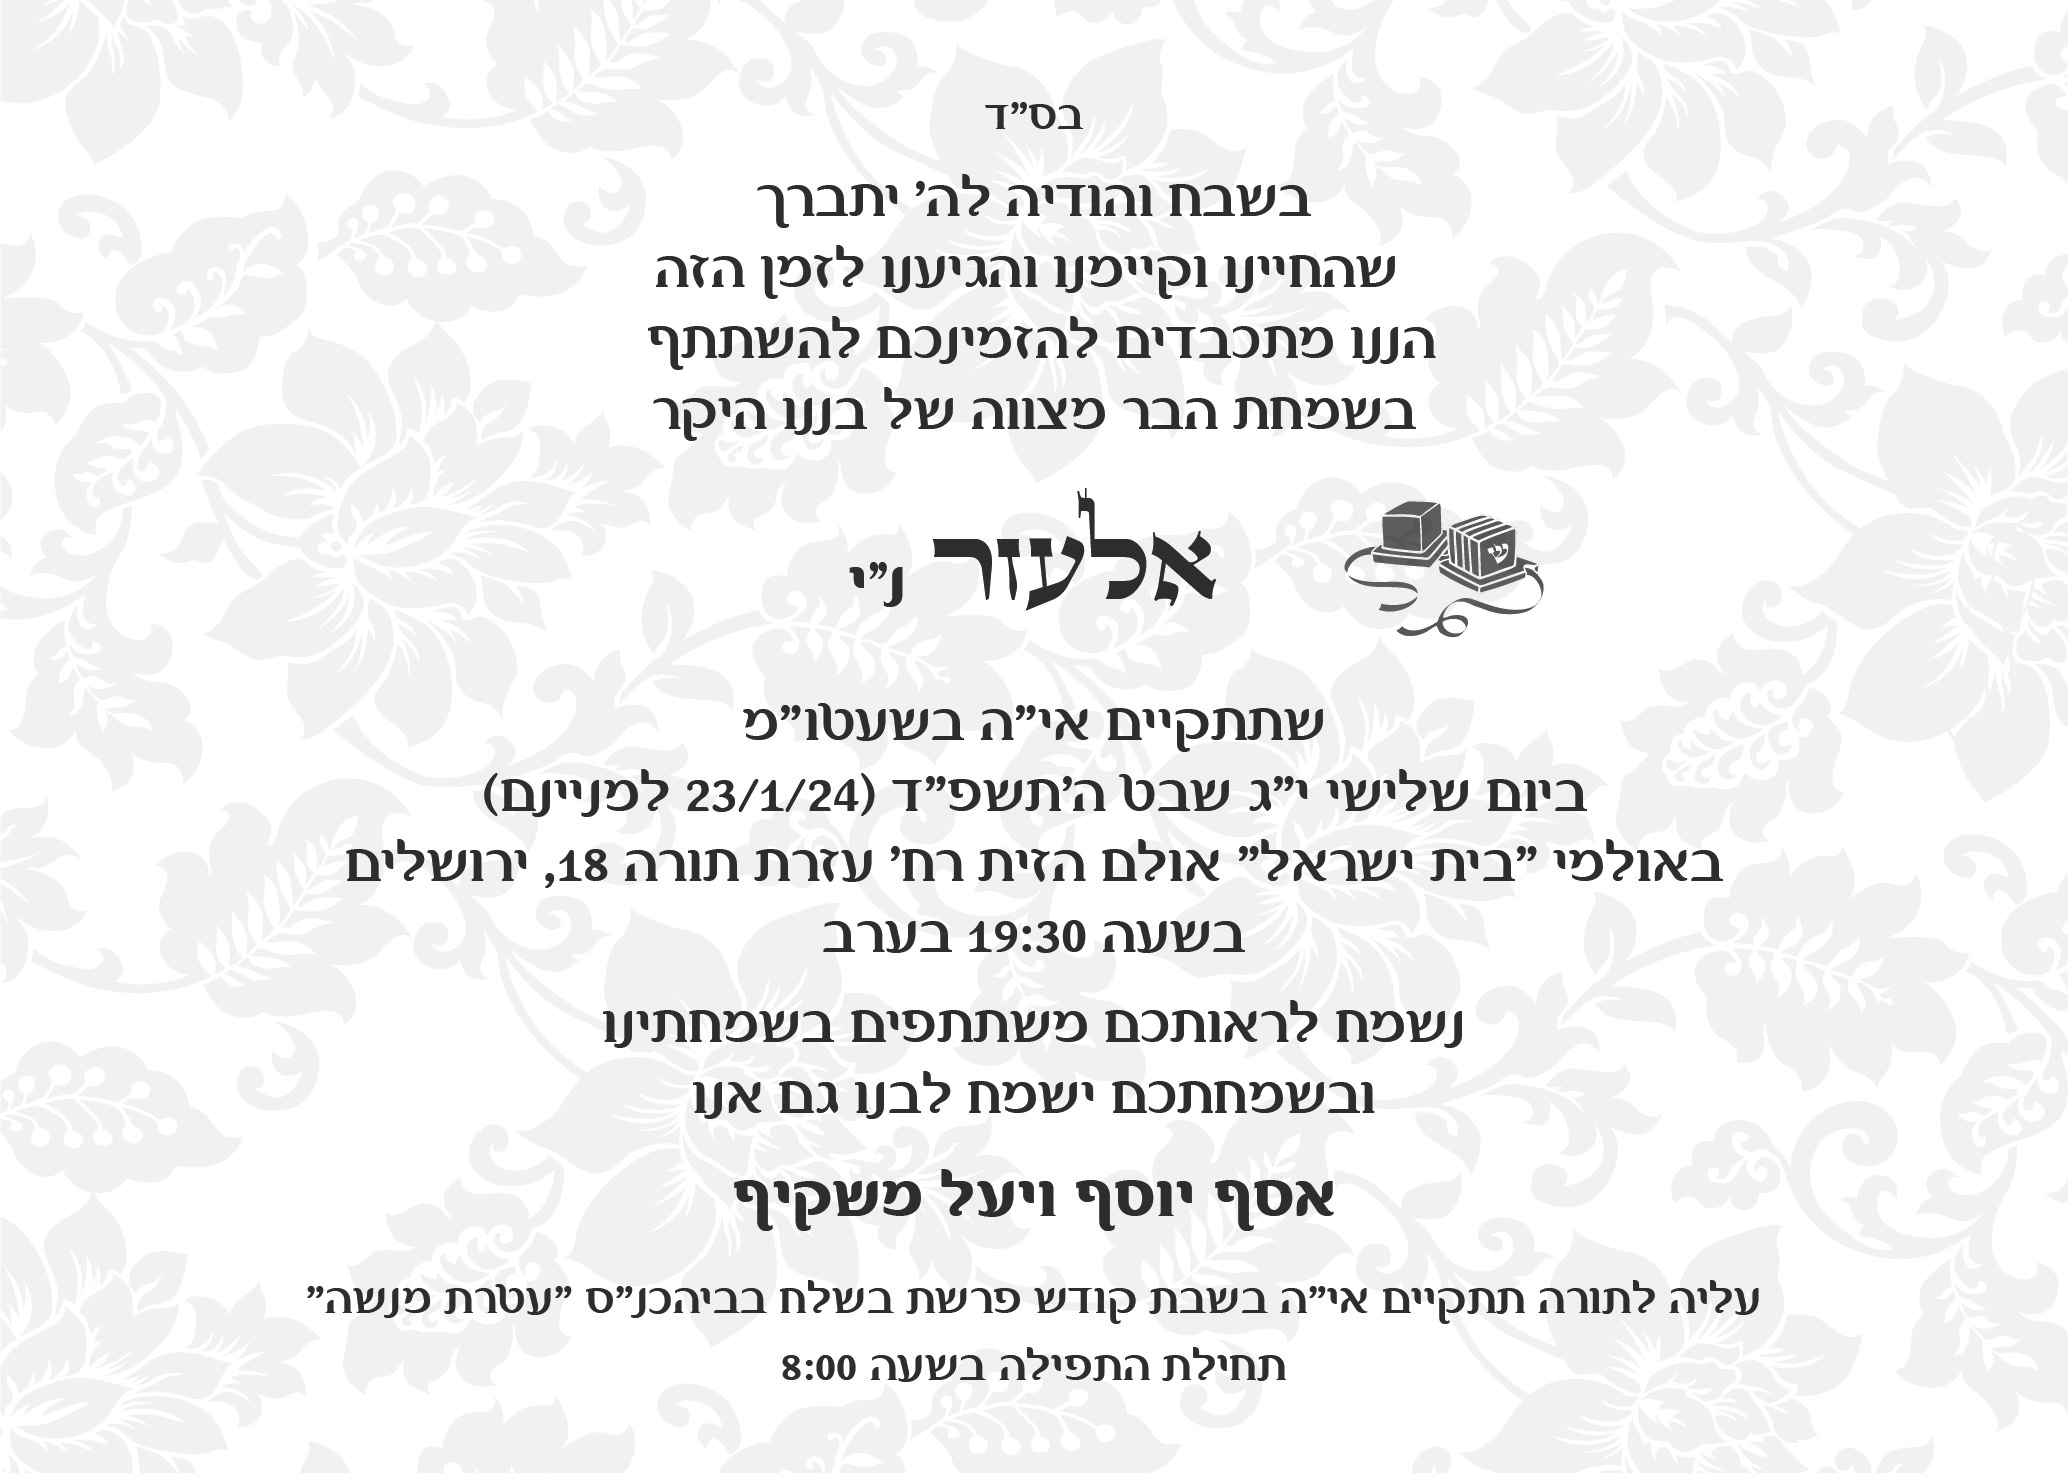 בס"ד
בשבח והודיה לה' יתברך
שהחיינו וקיימנו והגיענו לזמן הזה
הננו מתכבדים להזמינכם להשתתף
בשמחת הבר מצווה של בננו היקר
אלעזר נ"י
ש
שתתקיים אי"ה בשעטו"מ
ביום שלישי י"ג שבט ה'תשפ"ד (23/1/24 למניינם)
באולמי "בית ישראל" אולם הזית רח' עזרת תורה 18, ירושלים
בשעה 19:30 בערב
נשמח לראותכם משתתפים בשמחתינו
ובשמחתכם ישמח לבנו גם אנו
אסף יוסף ויעל משקיף
עליה לתורה תתקיים אי"ה בשבת קודש פרשת בשלח בביהכנ"ס "עטרת מנשה"
תחילת התפילה בשעה 8:00